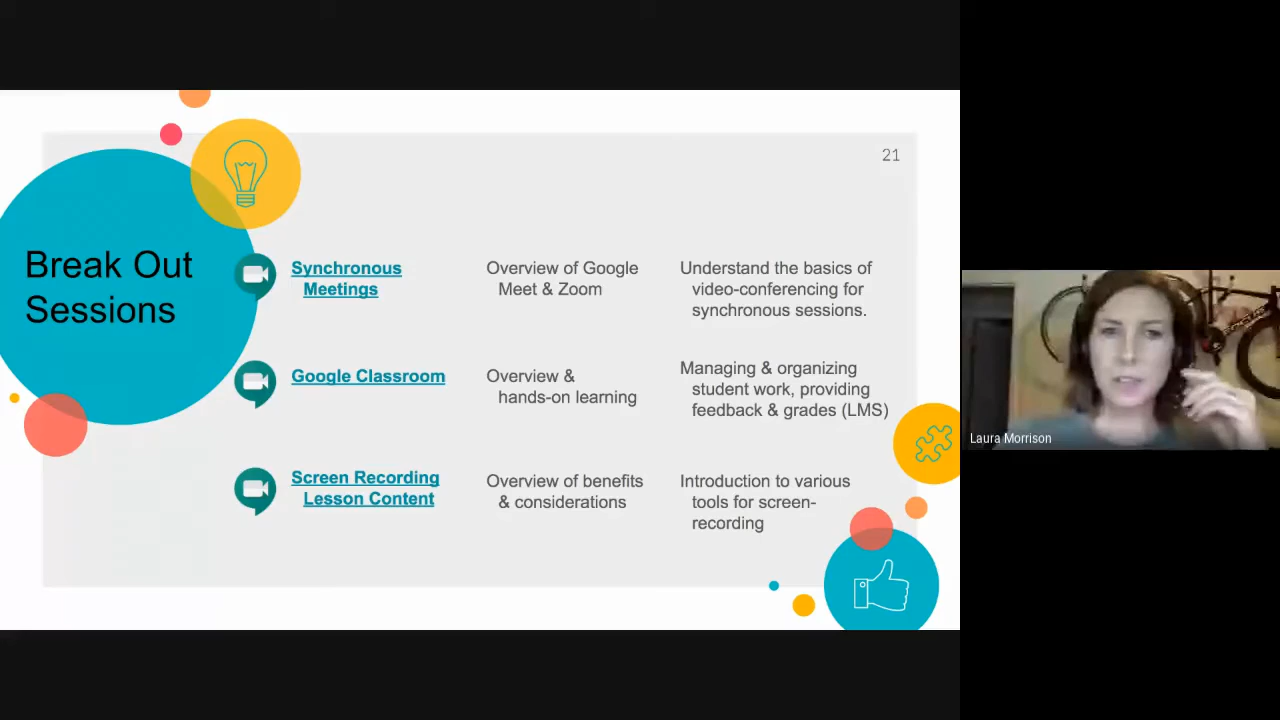 21
Break Out
Sessions
Synchronous
Meetings
Overview of Google
Meet & Zoom
Understand the basics of
video-conferencing for
synchronous sessions.
Google Classroom
Overview &
hands-on learning
Managing & organizing
student work, providing
feedback & grades (LMS)
Screen Recording
Lesson Content
Overview of benefits
& considerations
Introduction to various
tools for screen-
recording
Laura Morrison